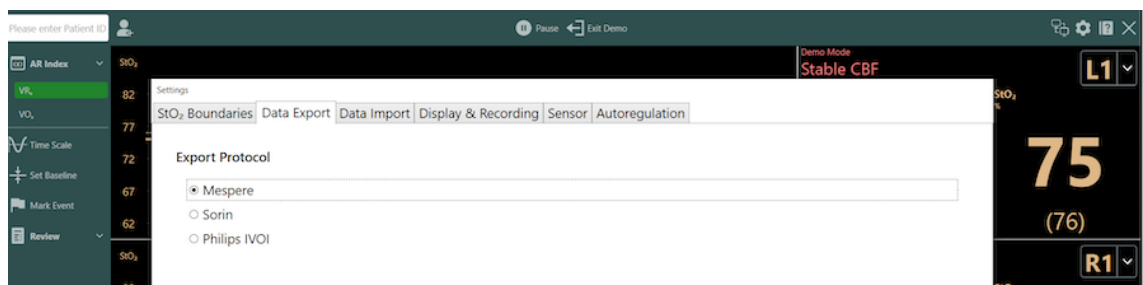 Please enter Patient ID
Pause
Exit Demo
AR Index
VRx
VOx
Time Scale
Set Baseline
Mark Event
Review
StO₂
82
77
72
67
62
StO₂
Demo Mode
Stable CBF
L1
Settings
StO₂ Boundaries Data Export Data Import Display & Recording Sensor Autoregulation
Export Protocol
Mespere
Sorin
Philips IVOI
StO₂
%
75
(76)
R1